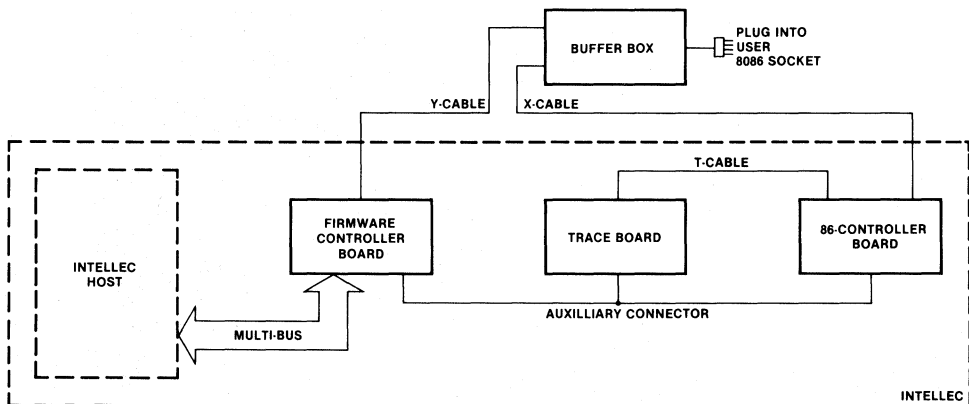 BUFFER BOX
PLUG INTO
USER
8086 SOCKET
Y-CABLE
X-CABLE
T-CABLE
INTELLEC
HOST
FIRMWARE
CONTROLLER
BOARD
TRACE BOARD
86-CONTROLLER
BOARD
MULTI-BUS
AUXILLIARY CONNECTOR
INTELLEC